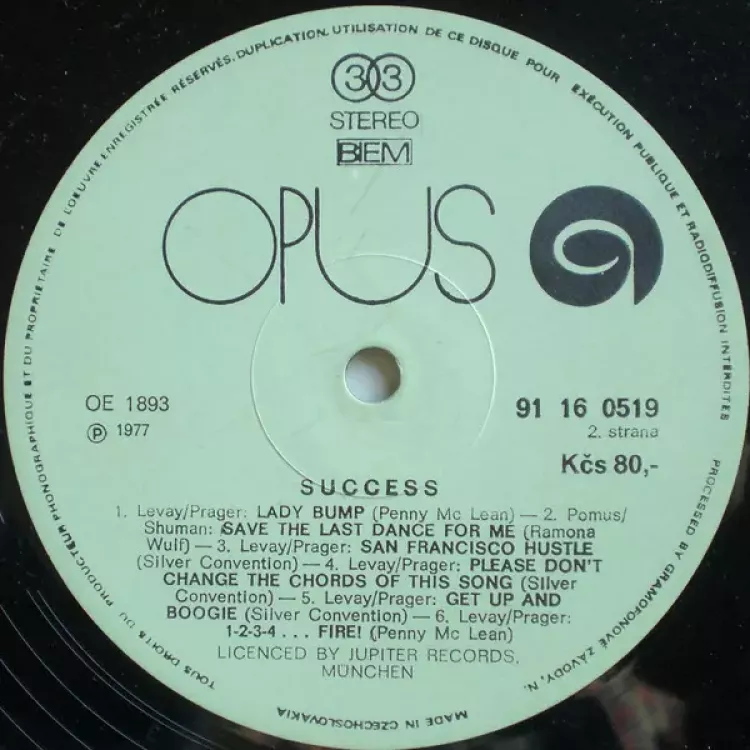 TOUS DROITS DU PRODUCTEUR PHONOGRAPHIQUE ET DU PROPRIETAIRE DE L'OEUVRE ENREGISTRÉE RÉSERVÉS. DUPLICATION, UTILISATION DE CE DISQUE POUR EXÉCUTION PUBLIQUE ET RADIODIFFUSION INTERDITES
33
STEREO
BIEM
OPUS
OE 1893
℗ 1977
91 16 0519
2. strana
Kčs 80,-
SUCCESS
1. Levay/Prager: LADY BUMP (Penny Mc Lean) — 2. Pomus/
Shuman: SAVE THE LAST DANCE FOR ME (Ramona
Wulf) — 3. Levay/Prager: SAN FRANCISCO HUSTLE
(Silver Convention) — 4. Levay/Prager: PLEASE DON'T
CHANGE THE CHORDS OF THIS SONG (Silver
Convention) — 5. Levay/Prager: GET UP AND
BOOGIE (Silver Convention) — 6. Levay/Prager:
1-2-3-4 . . . FIRE! (Penny Mc Lean)
LICENCED BY JUPITER RECORDS,
MÜNCHEN
PROCESSED BY GRAMOFONOVÉ ZÁVODY, N.
MADE IN CZECHOSLOVAKIA